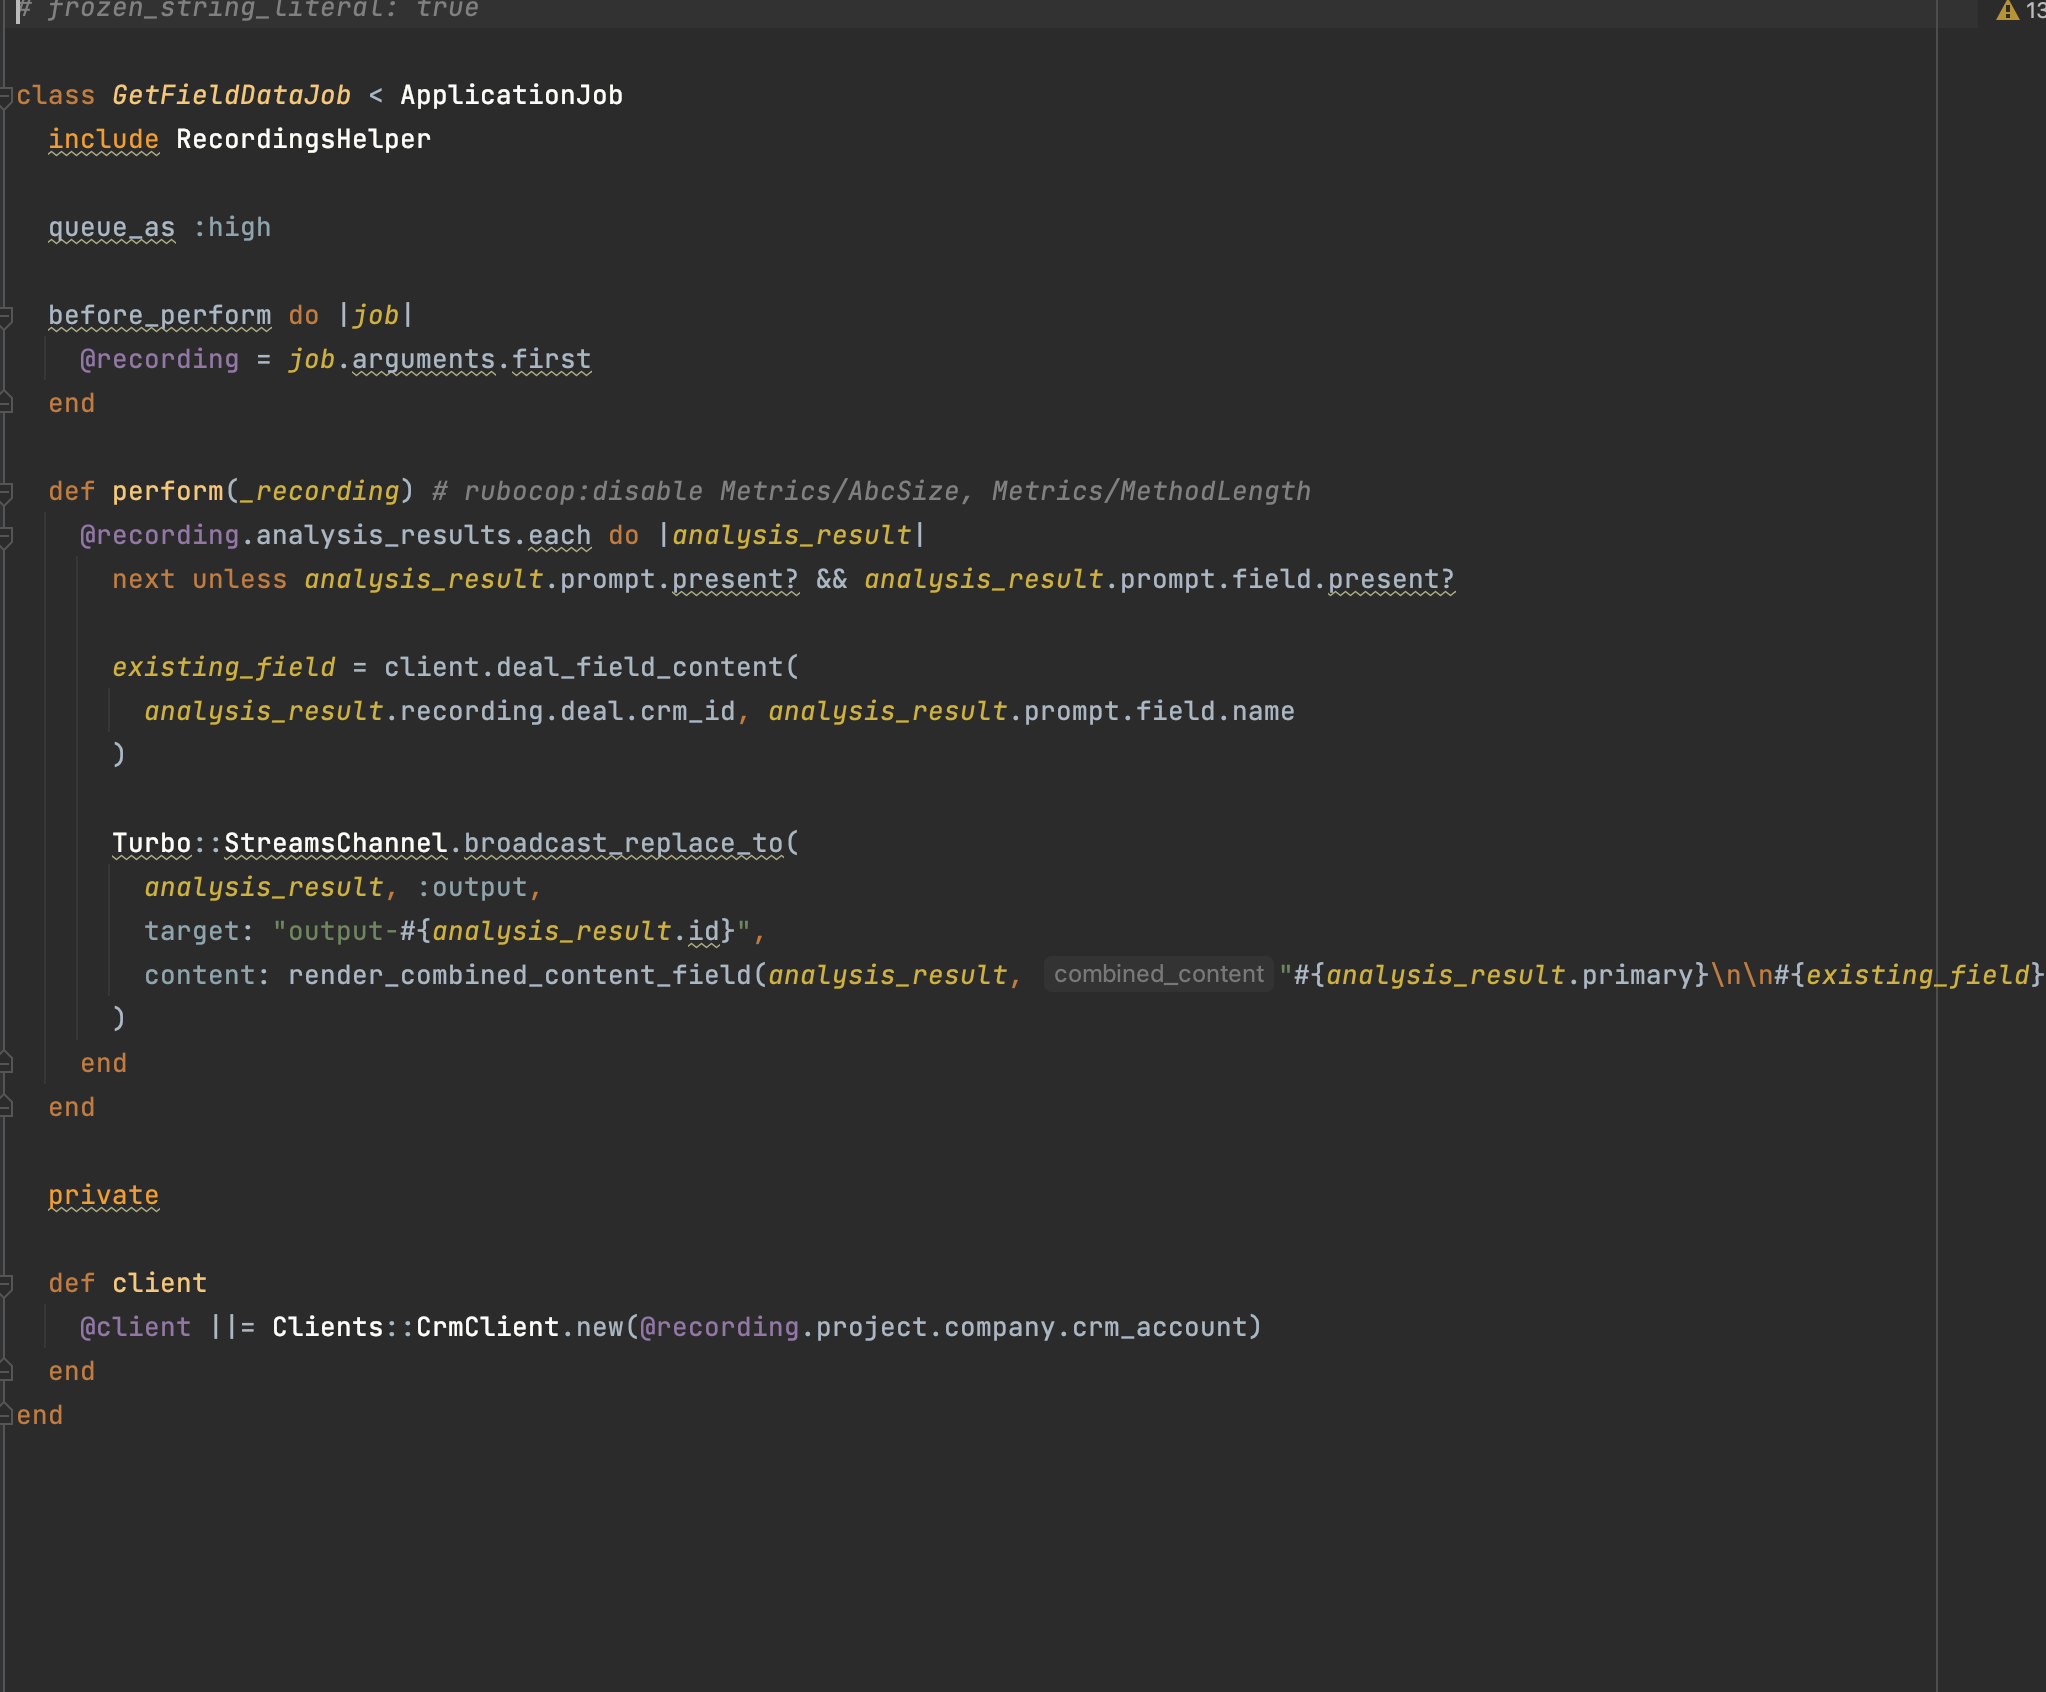 # frozen_string_literal: true
13
class GetFieldDataJob < ApplicationJob
  include RecordingsHelper
  queue_as :high
  before_perform do |job|
    @recording = job.arguments.first
  end
  def perform(_recording) # rubocop:disable Metrics/AbcSize, Metrics/MethodLength
    @recording.analysis_results.each do |analysis_result|
      next unless analysis_result.prompt.present? && analysis_result.prompt.field.present?
      existing_field = client.deal_field_content(
        analysis_result.recording.deal.crm_id, analysis_result.prompt.field.name
      )
      Turbo::StreamsChannel.broadcast_replace_to(
        analysis_result, :output,
        target: "output-#{analysis_result.id}",
        content: render_combined_content_field(analysis_result, combined_content "#{analysis_result.primary}\n\n#{existing_field}
      )
    end
  end
  private
  def client
    @client ||= Clients::CrmClient.new(@recording.project.company.crm_account)
  end
end